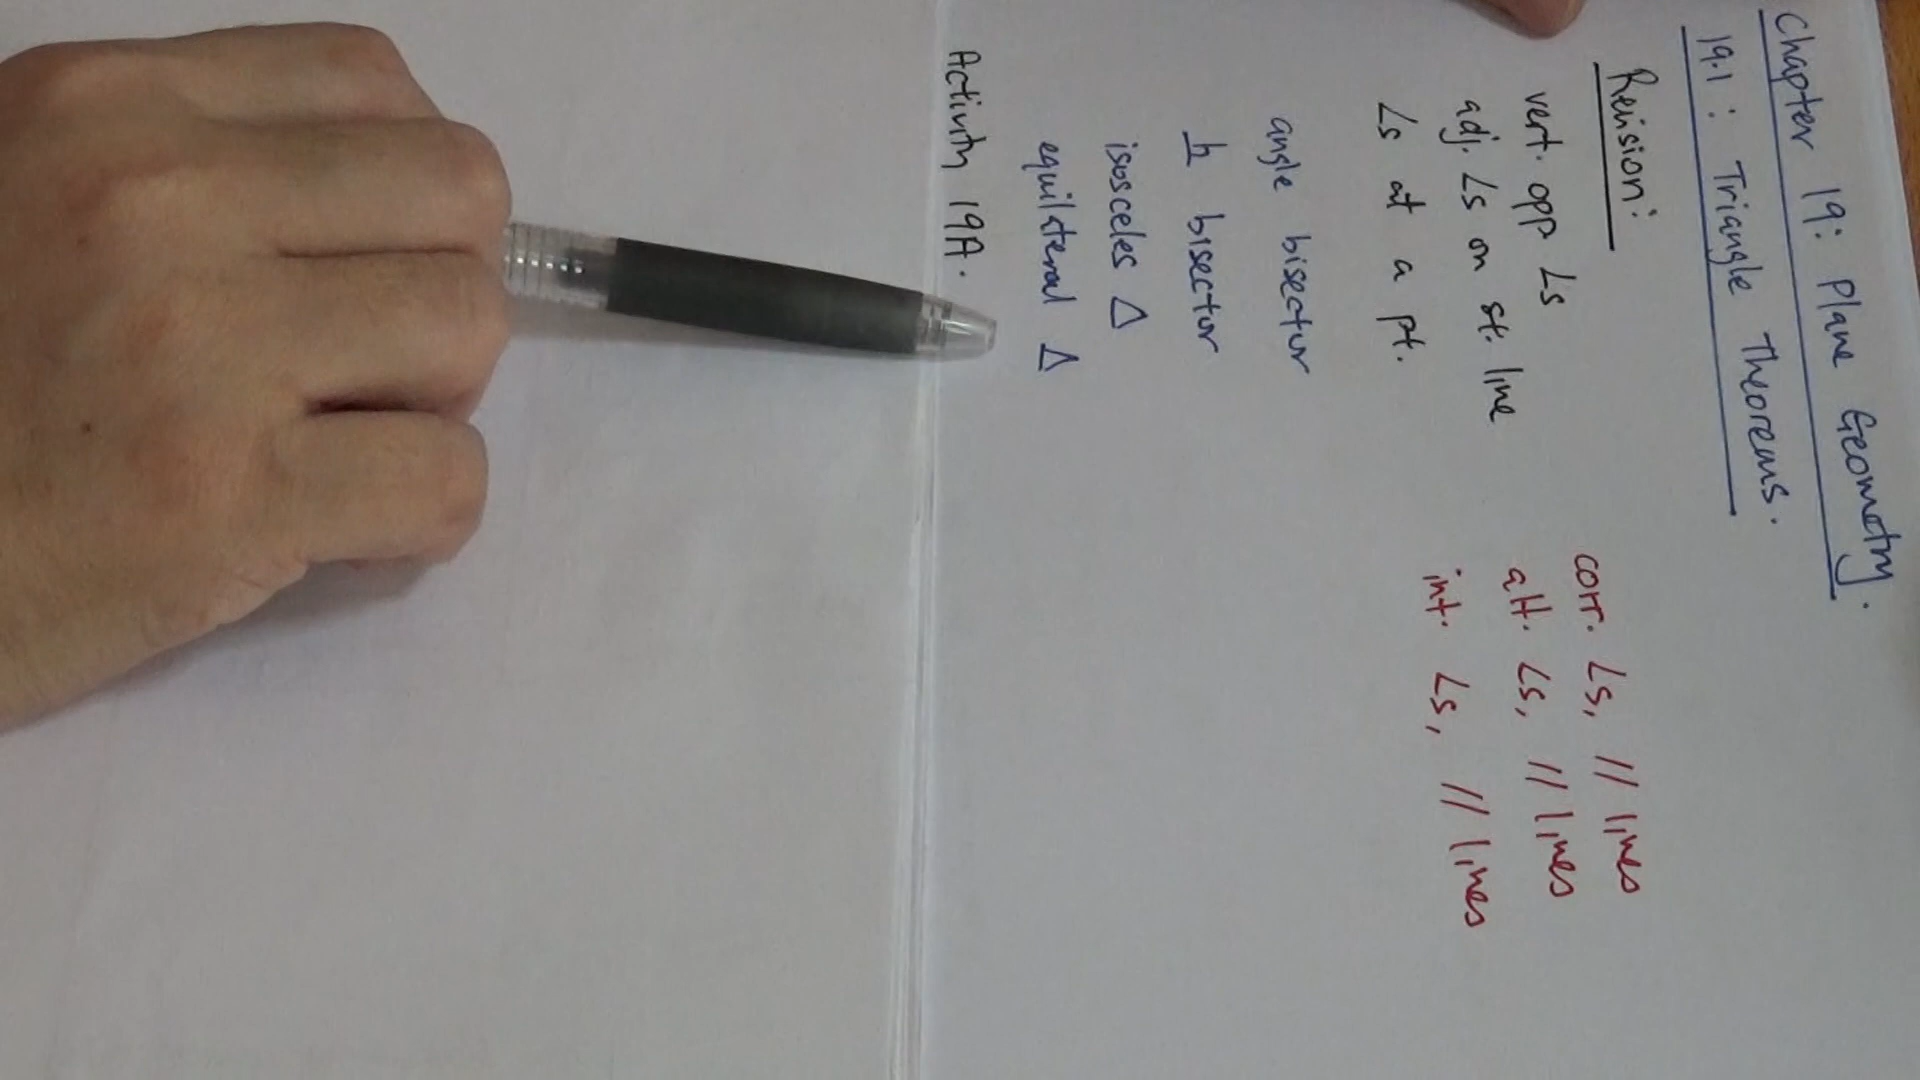 Chapter 19: Plane Geometry.
19.1: Triangle Theorems.
Revision:
vert. opp ∠s
adj. ∠s on st. line
∠s at a pt.
corr. ∠s, // lines
alt. ∠s, // lines
int. ∠s, // lines
angle bisector
⊥ bisector
isosceles △
equilateral △
Activity 19A.